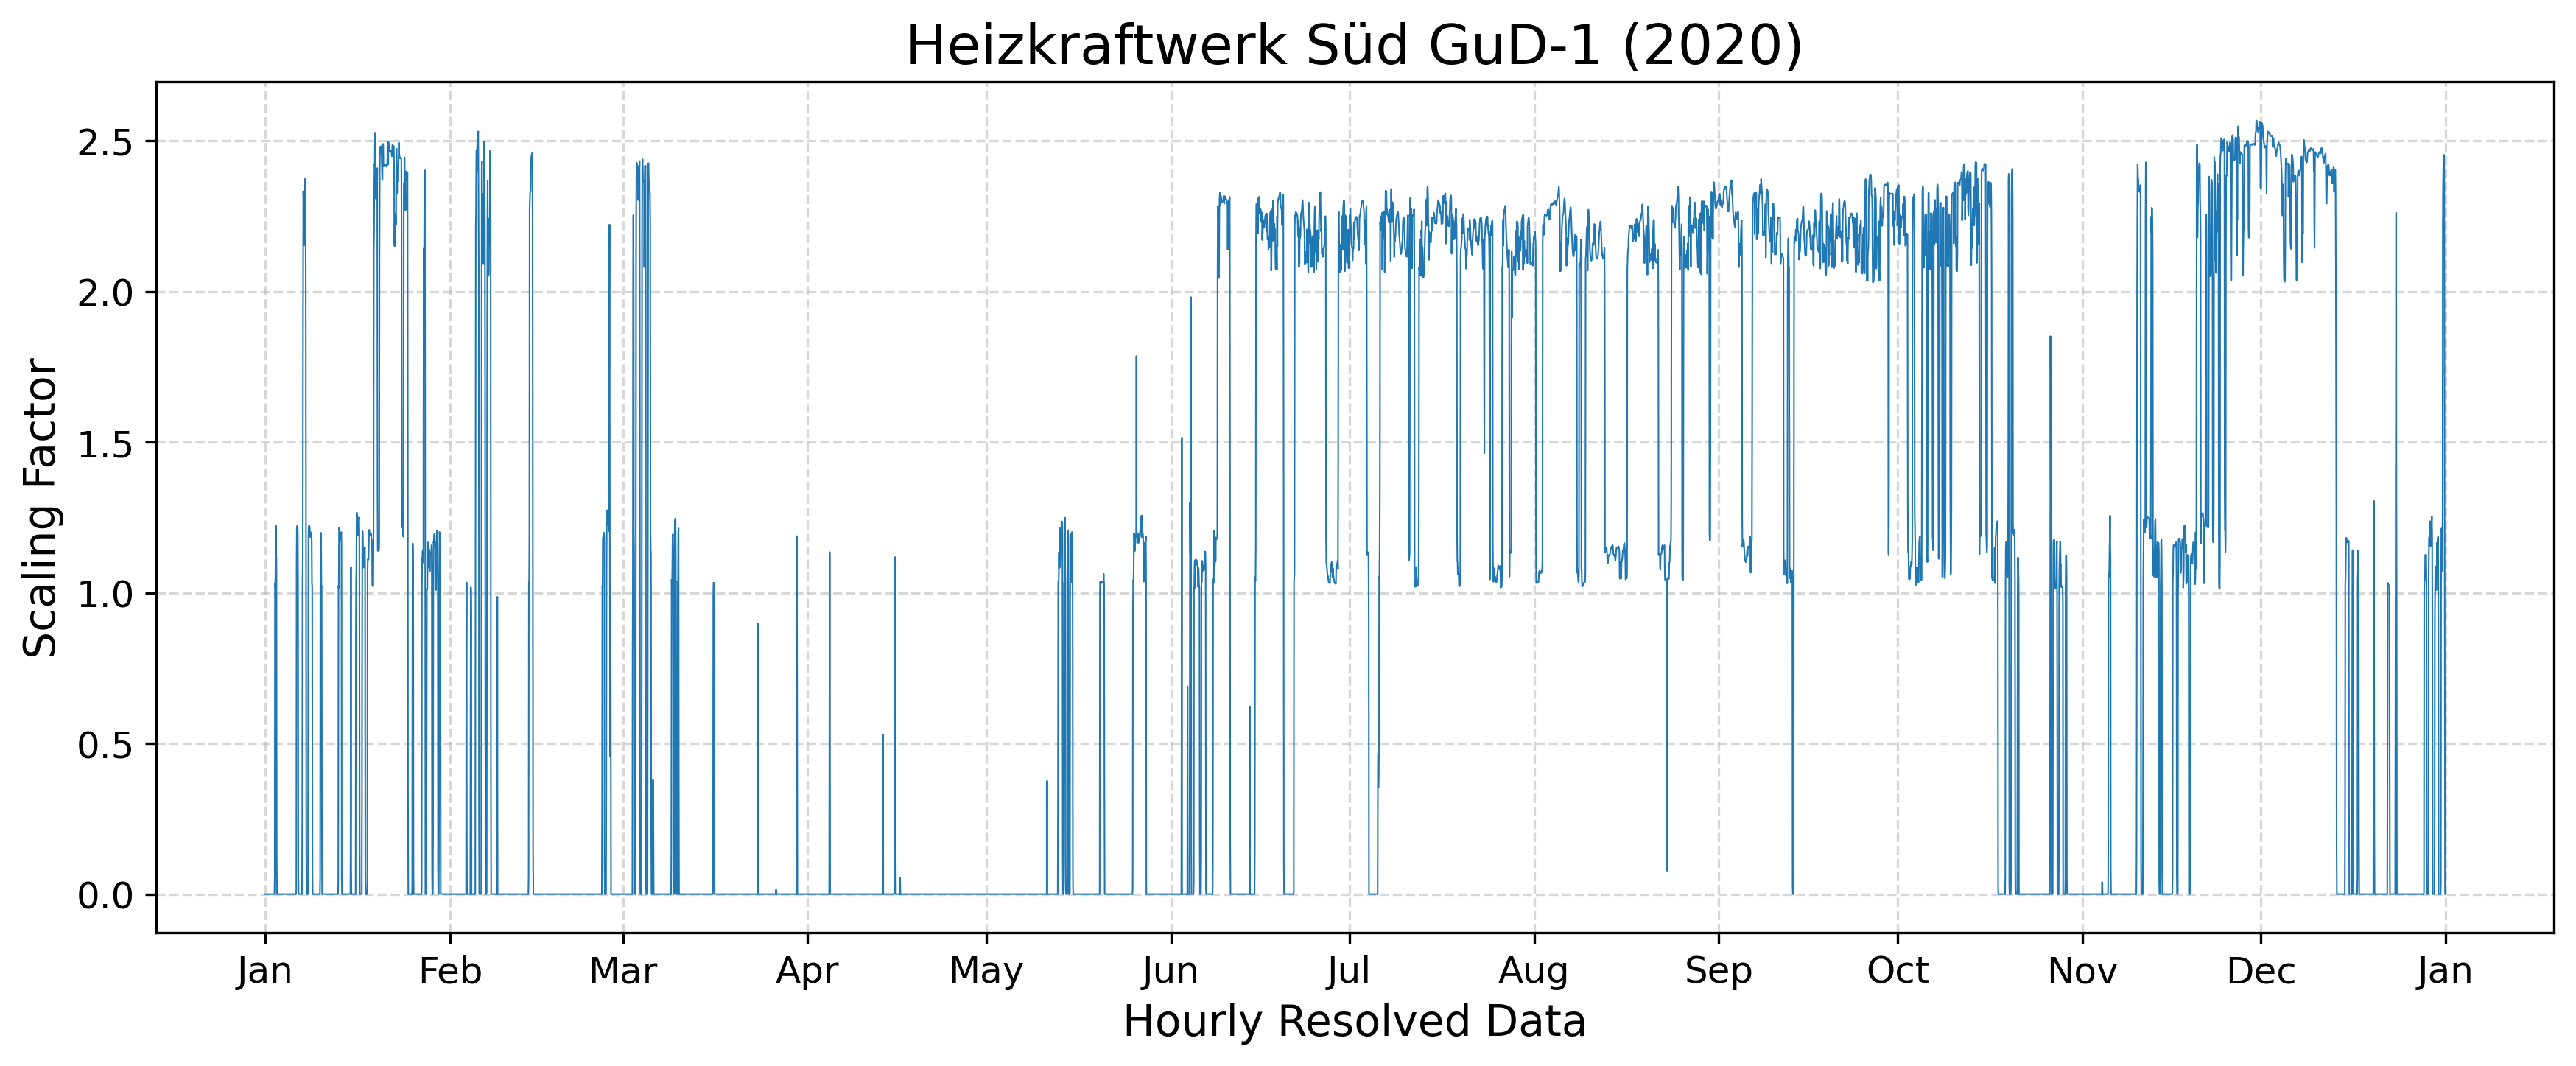 Heizkraftwerk Süd GuD-1 (2020)
Scaling Factor
2.5
2.0
1.5
1.0
0.5
0.0
Jan Feb Mar Apr May Jun Jul Aug Sep Oct Nov Dec Jan
Hourly Resolved Data